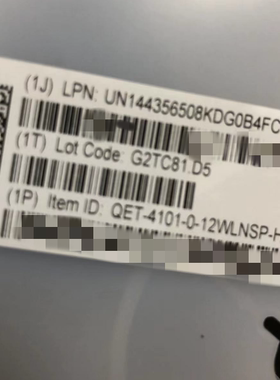 (1J) LPN: UN144356508KDG0B4FC
(1T) Lot Code: G2TC81.D5
(1P) Item ID: QET-4101-0-12WLNSP-H